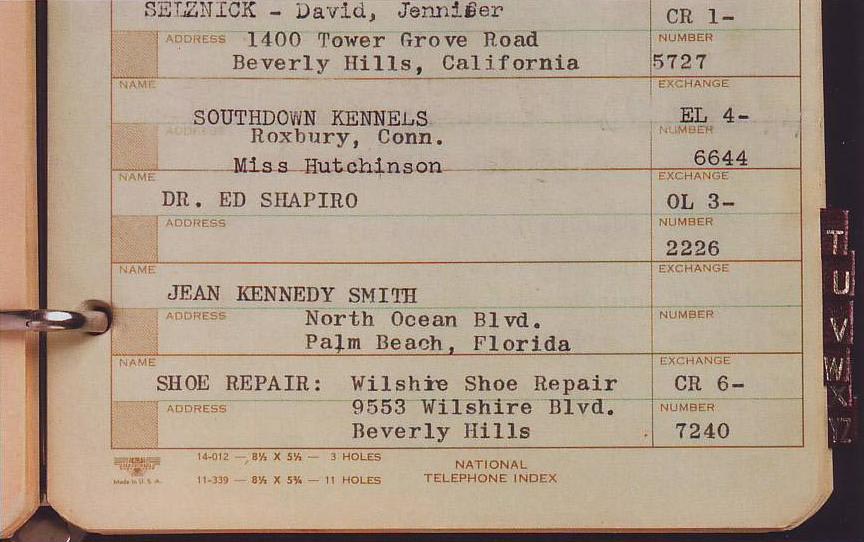 SELZNICK - David, Jennifer CR 1-
ADDRESS 1400 Tower Grove Road NUMBER
Beverly Hills, California 5727
NAME EXCHANGE
SOUTHDOWN KENNELS EL 4-
ADDRESS Roxbury, Conn. NUMBER
Miss Hutchinson 6644
NAME EXCHANGE
DR. ED SHAPIRO OL 3-
ADDRESS NUMBER
2226
NAME EXCHANGE
JEAN KENNEDY SMITH
ADDRESS North Ocean Blvd. NUMBER
Palm Beach, Florida
NAME EXCHANGE
SHOE REPAIR: Wilshire Shoe Repair CR 6-
ADDRESS 9553 Wilshire Blvd. NUMBER
Beverly Hills 7240
14-012 — 8½ X 5½ — 3 HOLES
11-339 — 8½ X 5¾ — 11 HOLES
NATIONAL
TELEPHONE INDEX
Made in U. S. A.
T
U
V
W
X
YZ